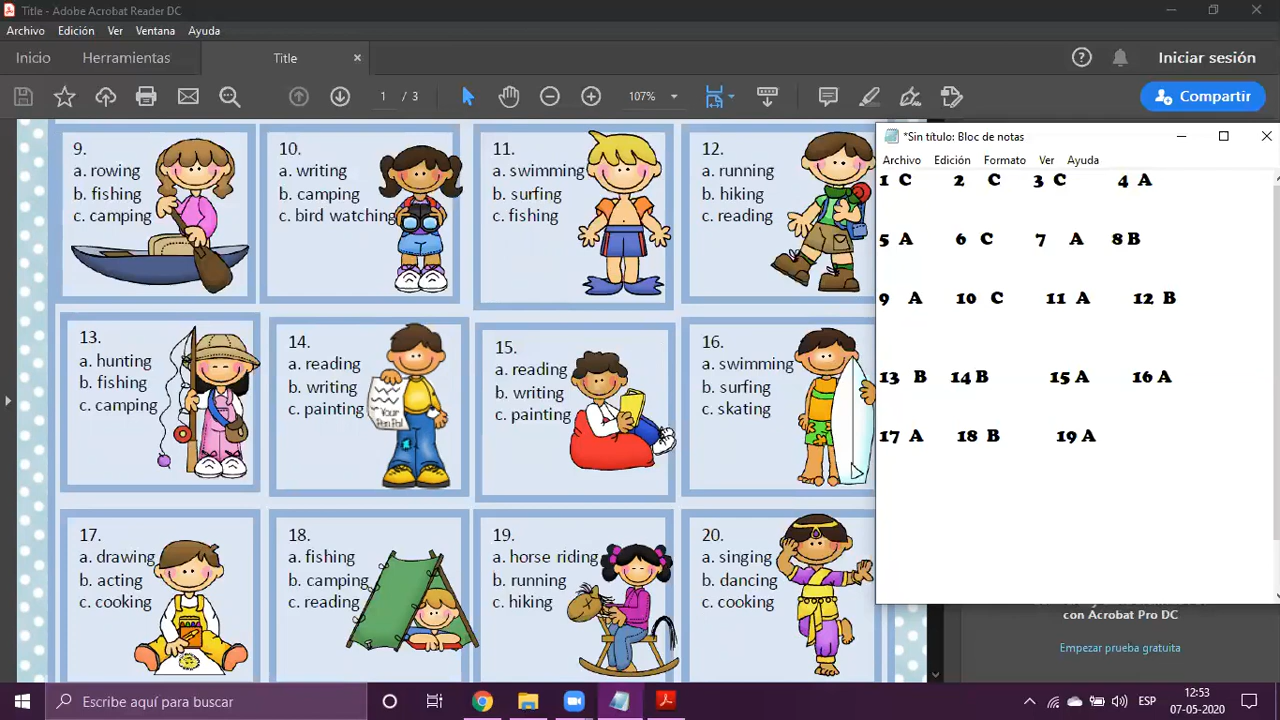 Title - Adobe Acrobat Reader DC
Archivo Edición Ver Ventana Ayuda
Inicio Herramientas Title ×
? Iniciar sesión
1 / 3 107% Compartir
9.
a. rowing
b. fishing
c. camping
10.
a. writing
b. camping
c. bird watching
11.
a. swimming
b. surfing
c. fishing
12.
a. running
b. hiking
c. reading
13.
a. hunting
b. fishing
c. camping
14.
a. reading
b. writing
c. painting
Your
Pen Pal
15.
a. reading
b. writing
c. painting
16.
a. swimming
b. surfing
c. skating
17.
a. drawing
b. acting
c. cooking
18.
a. fishing
b. camping
c. reading
19.
a. horse riding
b. running
c. hiking
20.
a. singing
b. dancing
c. cooking
*Sin título: Bloc de notas
Archivo Edición Formato Ver Ayuda
1 C 2 C 3 C 4 A
5 A 6 C 7 A 8 B
9 A 10 C 11 A 12 B
13 B 14 B 15 A 16 A
17 A 18 B 19 A
con Acrobat Pro DC
Empezar prueba gratuita
Escribe aquí para buscar
ESP
12:53
07-05-2020